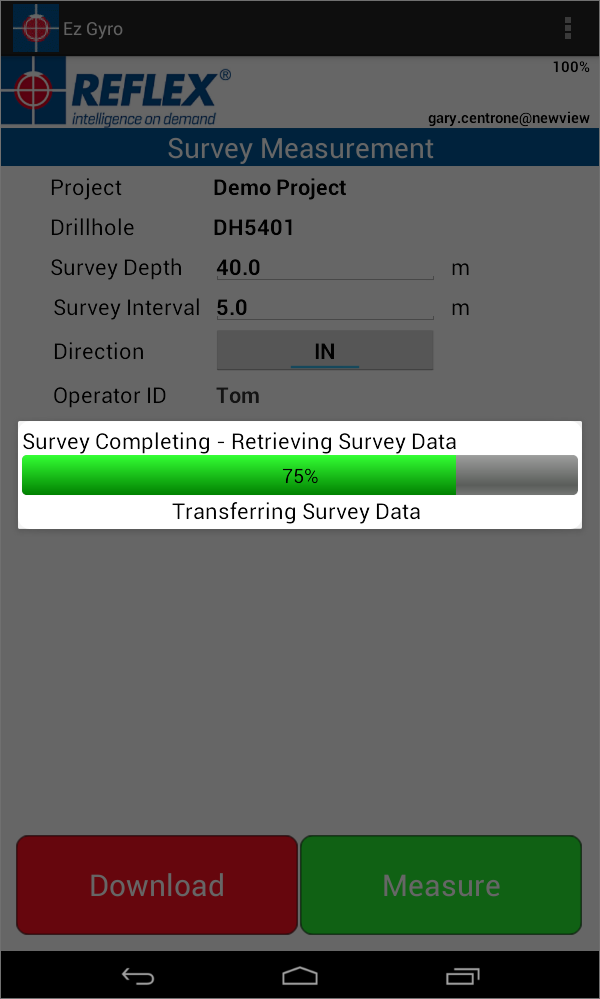 Ez Gyro
100%
REFLEX®
intelligence on demand
gary.centrone@newview
Survey Measurement
Project Demo Project
Drillhole DH5401
Survey Depth 40.0 m
Survey Interval 5.0 m
Direction IN
Operator ID Tom
Survey Completing - Retrieving Survey Data
75%
Transferring Survey Data
Download Measure